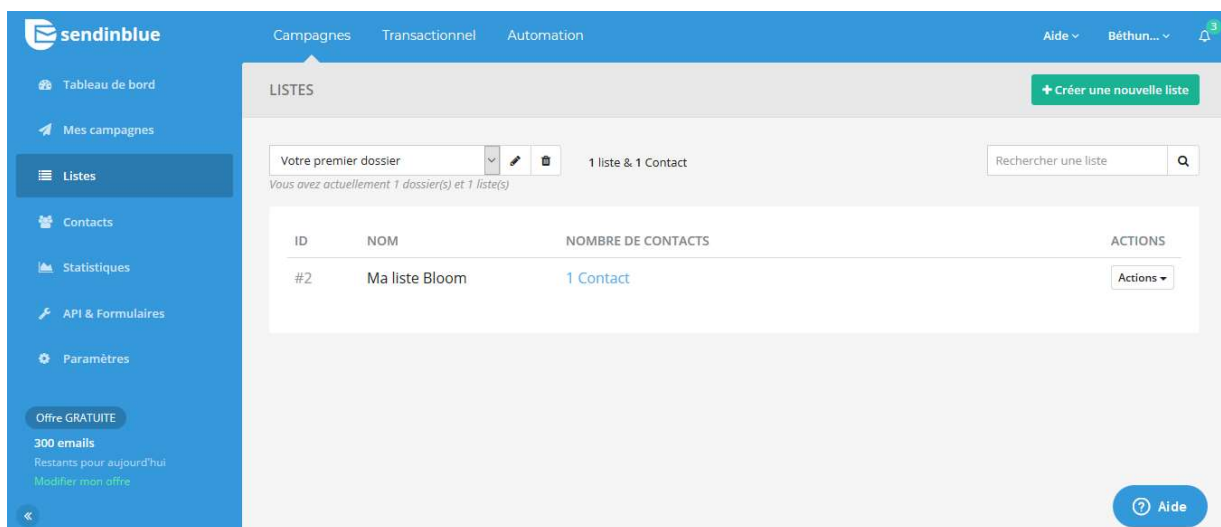 sendinblue
Campagnes Transactionnel Automation
Aide Béthun... 3
Tableau de bord
Mes campagnes
Listes
Contacts
Statistiques
API & Formulaires
Paramètres
Offre GRATUITE
300 emails
Restants pour aujourd'hui
Modifier mon offre
«
LISTES
+ Créer une nouvelle liste
Votre premier dossier
1 liste & 1 Contact
Rechercher une liste
Vous avez actuellement 1 dossier(s) et 1 liste(s)
ID NOM NOMBRE DE CONTACTS ACTIONS
#2 Ma liste Bloom 1 Contact Actions
? Aide